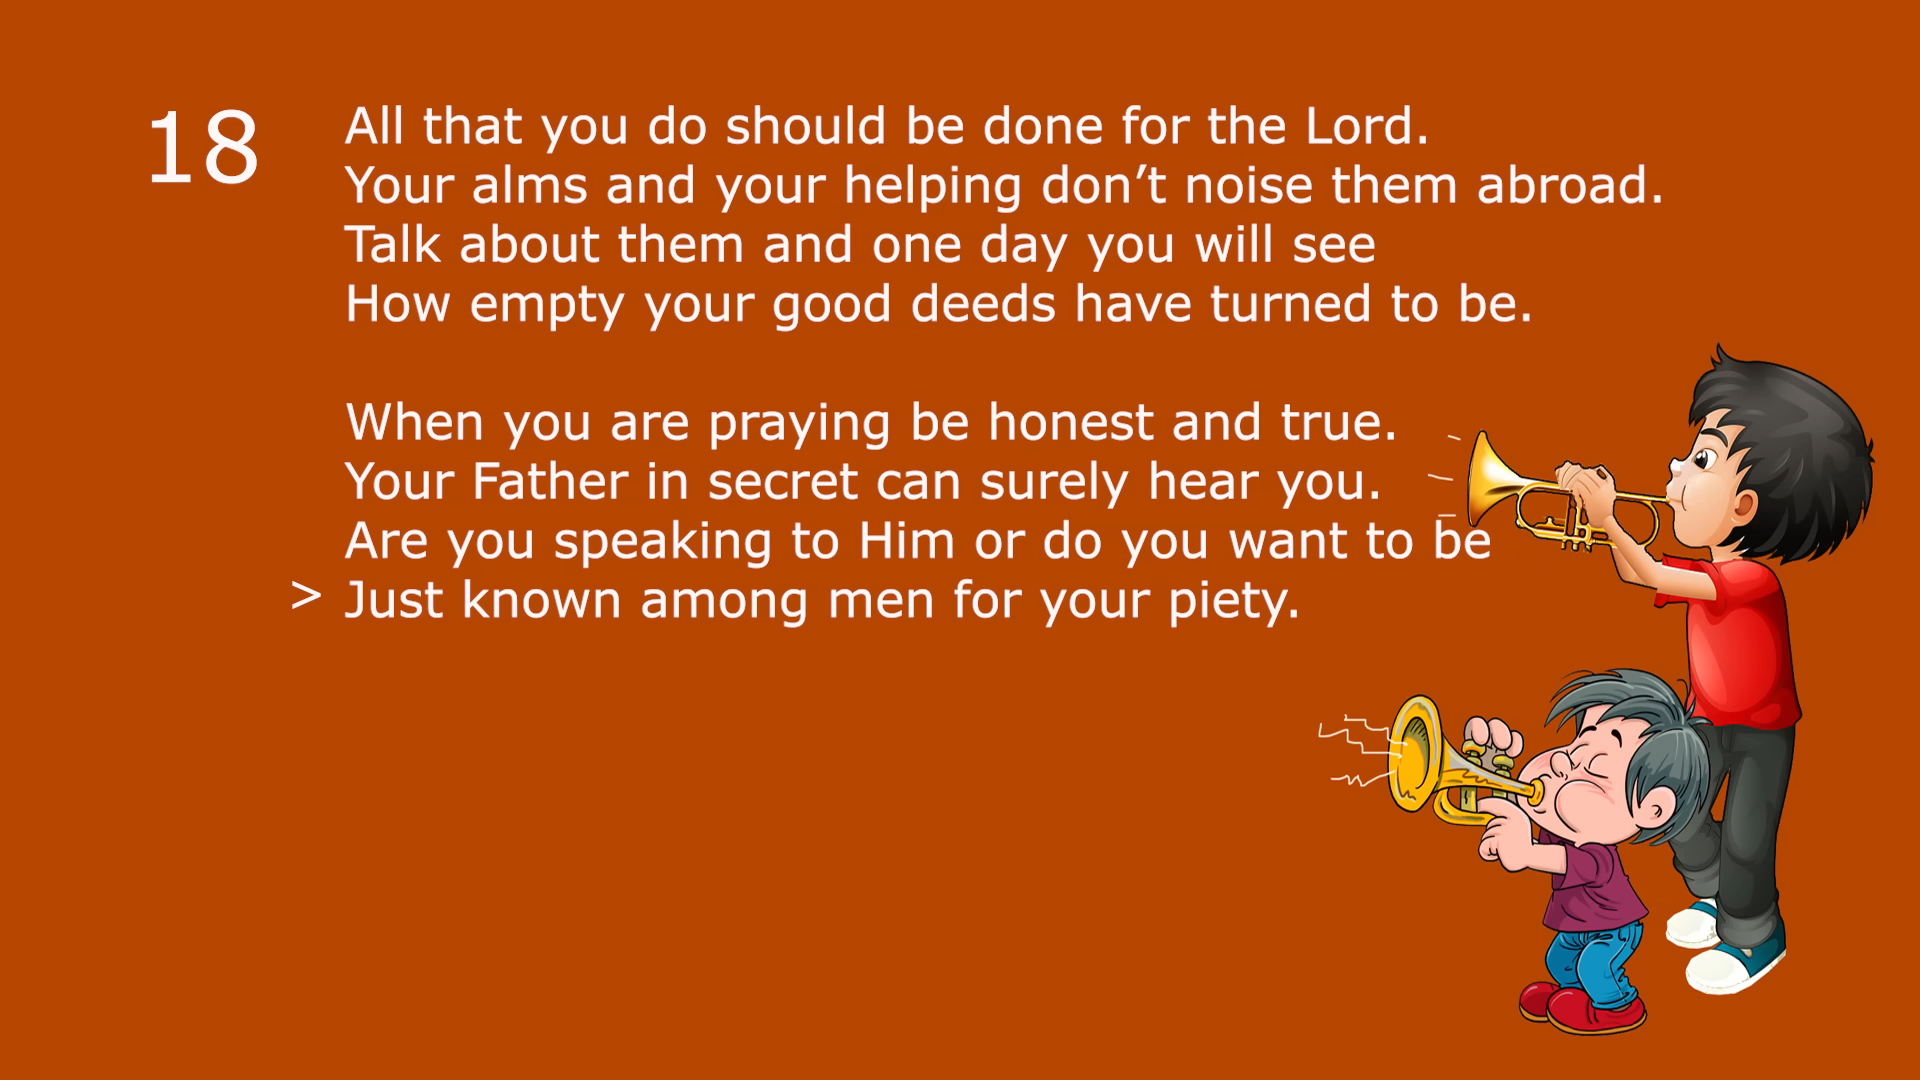 18
All that you do should be done for the Lord.
Your alms and your helping don’t noise them abroad.
Talk about them and one day you will see
How empty your good deeds have turned to be.
When you are praying be honest and true.
Your Father in secret can surely hear you.
Are you speaking to Him or do you want to be
> Just known among men for your piety.